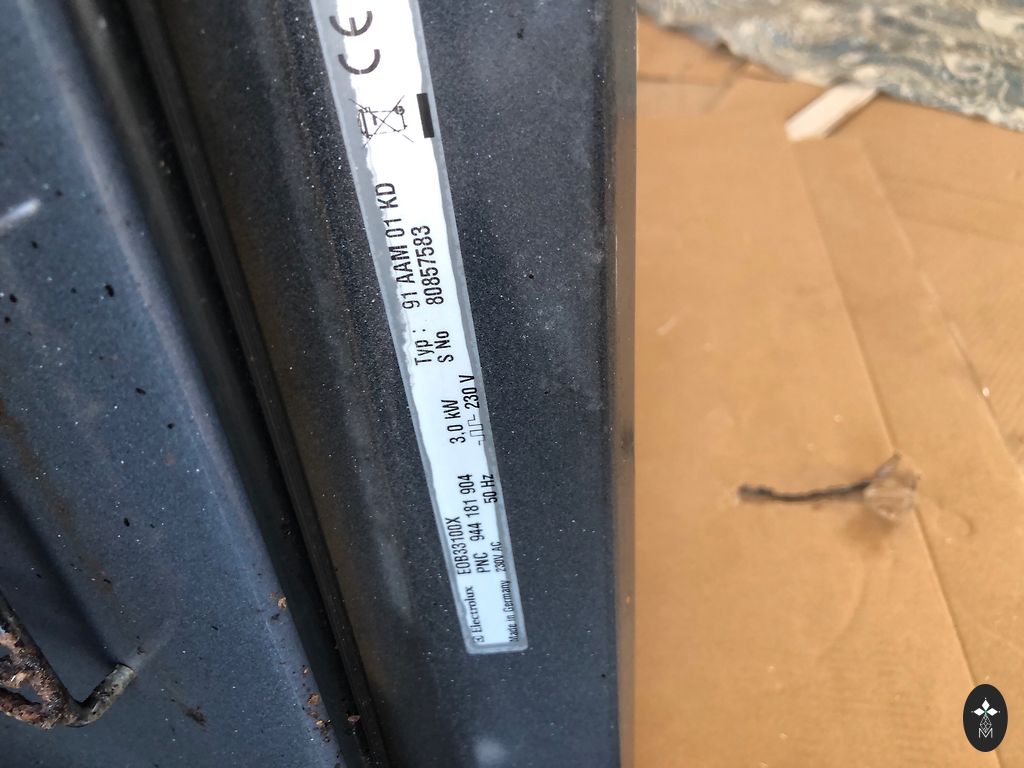 CE
Typ : 91 AAM 01 KD
S No 80857583
3,0 kW
230 V
Electrolux EOB33100X
PNC 944 181 904
50 Hz
Made in Germany 230V AC
M